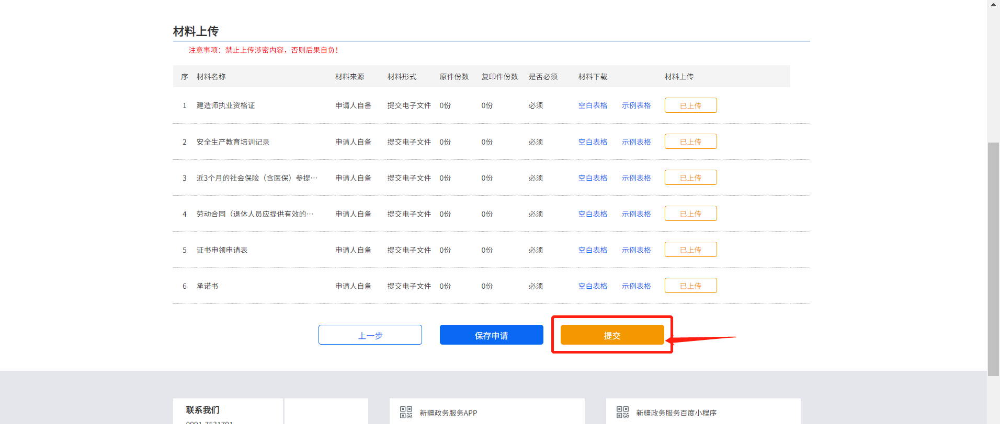 材料上传
注意事项：禁止上传涉密内容，否则后果自负！
序 材料名称 材料来源 材料形式 原件份数 复印件份数 是否必须 材料下载 材料上传
1 建造师执业资格证 申请人自备 提交电子文件 0份 0份 必须 空白表格 示例表格 已上传
2 安全生产教育培训记录 申请人自备 提交电子文件 0份 0份 必须 空白表格 示例表格 已上传
3 近3个月的社会保险（含医保）参提… 申请人自备 提交电子文件 0份 0份 必须 空白表格 示例表格 已上传
4 劳动合同（退休人员应提供有效的… 申请人自备 提交电子文件 0份 0份 必须 空白表格 示例表格 已上传
5 证书申领申请表 申请人自备 提交电子文件 0份 0份 必须 空白表格 示例表格 已上传
6 承诺书 申请人自备 提交电子文件 0份 0份 必须 空白表格 示例表格 已上传
上一步 保存申请 提交
联系我们 新疆政务服务APP 新疆政务服务百度小程序